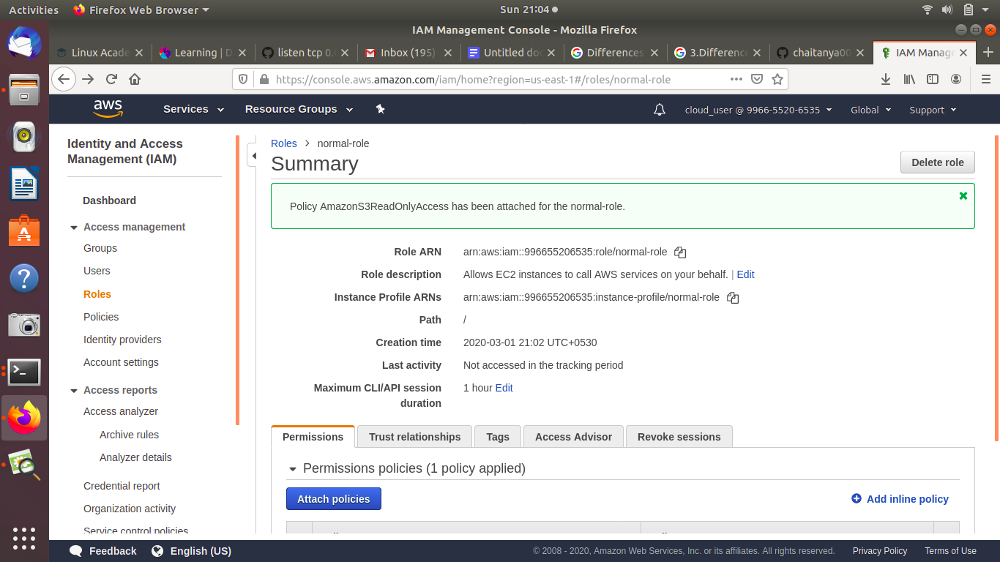 Activities
Firefox Web Browser
Sun 21:04
IAM Management Console - Mozilla Firefox
Linux Acade
Learning | D
listen tcp 0.0
Inbox (195)
Untitled doc
Differences
3.Difference
chaitanya00
IAM Manag
https://console.aws.amazon.com/iam/home?region=us-east-1#/roles/normal-role
aws
Services
Resource Groups
cloud_user @ 9966-5520-6535
Global
Support
Identity and Access
Management (IAM)
Dashboard
Access management
Groups
Users
Roles
Policies
Identity providers
Account settings
Access reports
Access analyzer
Archive rules
Analyzer details
Credential report
Organization activity
Service control policies
Roles > normal-role
Summary
Delete role
Policy AmazonS3ReadOnlyAccess has been attached for the normal-role.
Role ARN arn:aws:iam::996655206535:role/normal-role
Role description Allows EC2 instances to call AWS services on your behalf. | Edit
Instance Profile ARNs arn:aws:iam::996655206535:instance-profile/normal-role
Path /
Creation time 2020-03-01 21:02 UTC+0530
Last activity Not accessed in the tracking period
Maximum CLI/API session 1 hour Edit
duration
Permissions
Trust relationships
Tags
Access Advisor
Revoke sessions
Permissions policies (1 policy applied)
Attach policies
Add inline policy
Feedback
English (US)
© 2008 - 2020, Amazon Web Services, Inc. or its affiliates. All rights reserved.
Privacy Policy
Terms of Use